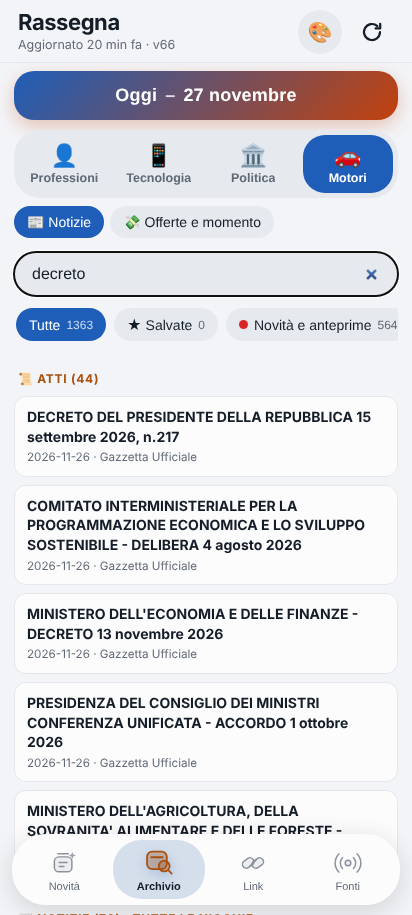 Rassegna
Aggiornato 20 min fa · v66
Oggi – 27 novembre
Professioni
Tecnologia
Politica
Motori
Notizie
Offerte e momento
decreto
Tutte 1363
★ Salvate 0
Novità e anteprime 564
ATTI (44)
DECRETO DEL PRESIDENTE DELLA REPUBBLICA 15
settembre 2026, n.217
2026-11-26 · Gazzetta Ufficiale
COMITATO INTERMINISTERIALE PER LA
PROGRAMMAZIONE ECONOMICA E LO SVILUPPO
SOSTENIBILE - DELIBERA 4 agosto 2026
2026-11-26 · Gazzetta Ufficiale
MINISTERO DELL'ECONOMIA E DELLE FINANZE -
DECRETO 13 novembre 2026
2026-11-26 · Gazzetta Ufficiale
PRESIDENZA DEL CONSIGLIO DEI MINISTRI
CONFERENZA UNIFICATA - ACCORDO 1 ottobre
2026
2026-11-26 · Gazzetta Ufficiale
MINISTERO DELL'AGRICOLTURA, DELLA
SOVRANITA' ALIMENTARE E DELLE FORESTE -
Novità
Archivio
Link
Fonti